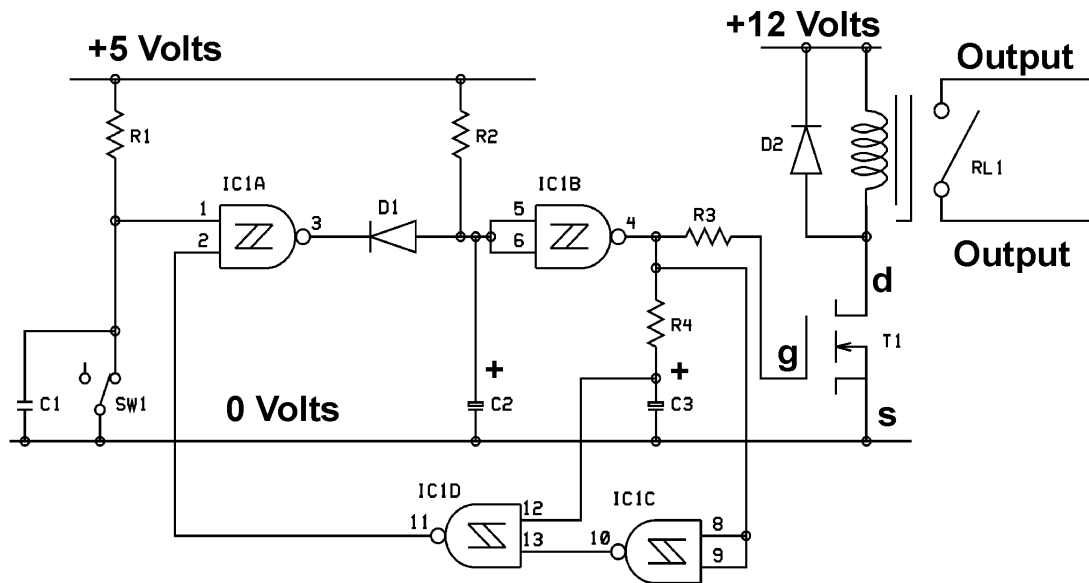 +12 Volts
+5 Volts
Output
R1
R2
D2
IC1A
IC1B
RL1
D1
1
3
5
4
R3
2
6
Output
d
R4
T1
g
+
+
C1
SW1
0 Volts
C2
C3
s
IC1D
IC1C
11
12
8
13
10
9